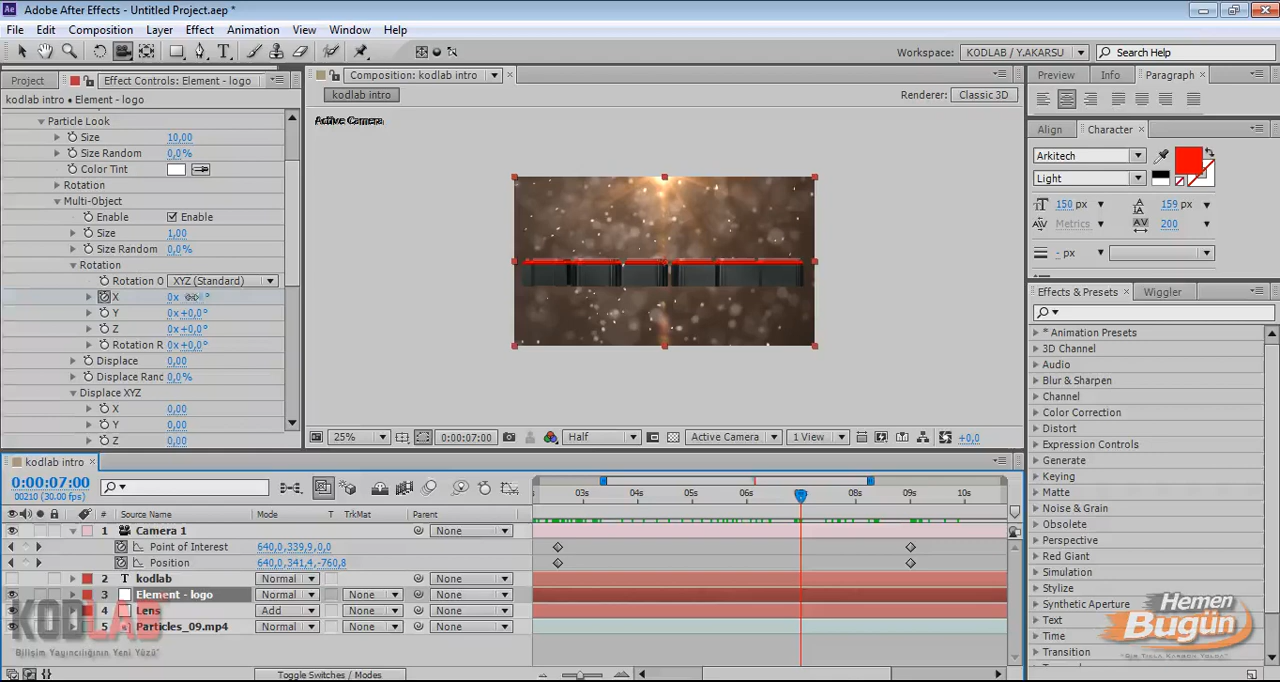 Adobe After Effects - Untitled Project.aep *
File Edit Composition Layer Effect Animation View Window Help
Workspace: KODLAB / Y.AKARSU Search Help
Project Effect Controls: Element - logo
kodlab intro • Element - logo
Particle Look
Size 10,00
Size Random 0,0%
Color Tint
Rotation
Multi-Object
Enable Enable
Size 1,00
Size Random 0,0%
Rotation
Rotation O XYZ (Standard)
X 0x
Y 0x+0,0°
Z 0x+0,0°
Rotation R 0x+0,0°
Displace 0,00
Displace Ranc 0,0%
Displace XYZ
X 0,00
Y 0,00
Z 0,00
Composition: kodlab intro
kodlab intro
Renderer: Classic 3D
Active Camera
25% 0:00:07:00 Half Active Camera 1 View +0,0
Preview Info Paragraph
Align Character
Arkitech
Light
150 px 159 px
Metrics 200
- px
Effects & Presets Wiggler
* Animation Presets
3D Channel
Audio
Blur & Sharpen
Channel
Color Correction
Distort
Expression Controls
Generate
Keying
Matte
Noise & Grain
Obsolete
Perspective
Red Giant
Simulation
Stylize
Synthetic Aperture
Text
Time
Transition
kodlab intro
0:00:07:00
00210 (30.00 fps)
03s 04s 05s 06s 07s 08s 09s 10s
# Source Name Mode T TrkMat Parent
1 Camera 1 None
Point of Interest 640,0,339,9,0,0
Position 640,0,341,4,-760,8
2 T kodlab Normal None
3 Element - logo Normal None None
4 Lens Add None None
5 Particles_09.mp4 Normal None None
Toggle Switches / Modes
KODLAB
"Bilişim Yayıncılığının Yeni Yüzü"
Hemen
Bugün